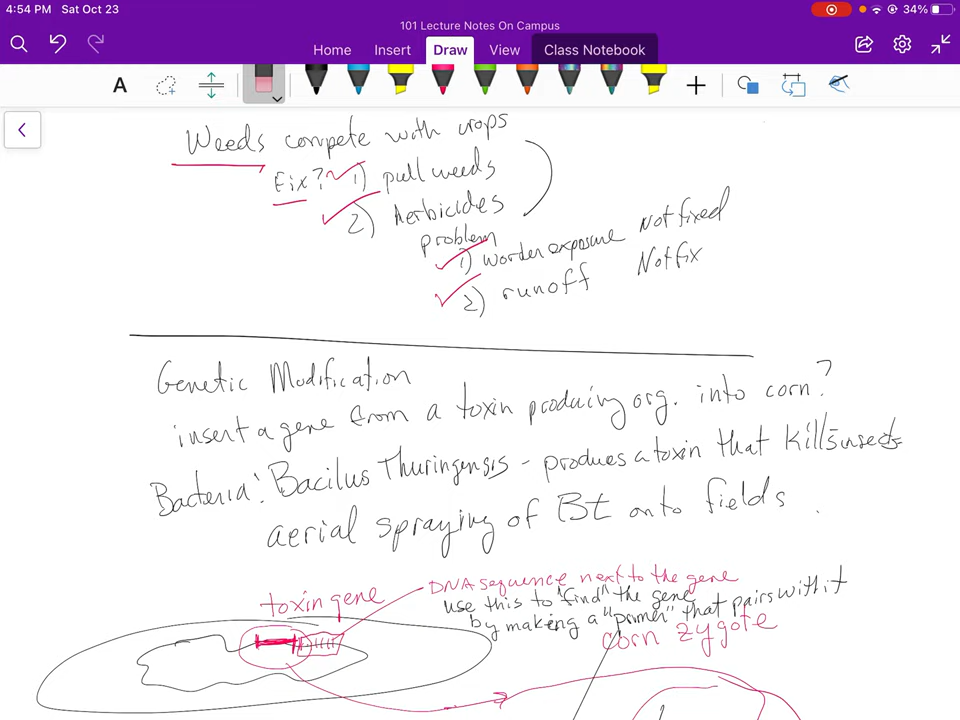 4:54 PM Sat Oct 23
34%
101 Lecture Notes On Campus
Home Insert Draw View Class Notebook
A
Weeds compete with crops
Fix? 1) pull weeds
2) Herbicides
problem
1) worder exposure Not fixed
2) runoff Not fix
Genetic Modification
insert a gene from a toxin producing org. into corn?
Bacteria: Bacilus Thuringensis - produces a toxin that kills insects
aerial spraying of Bt onto fields
DNA sequence next to the gene
toxin gene
use this to "find" the gene
by making a "primer" that pairs with it
corn zygote